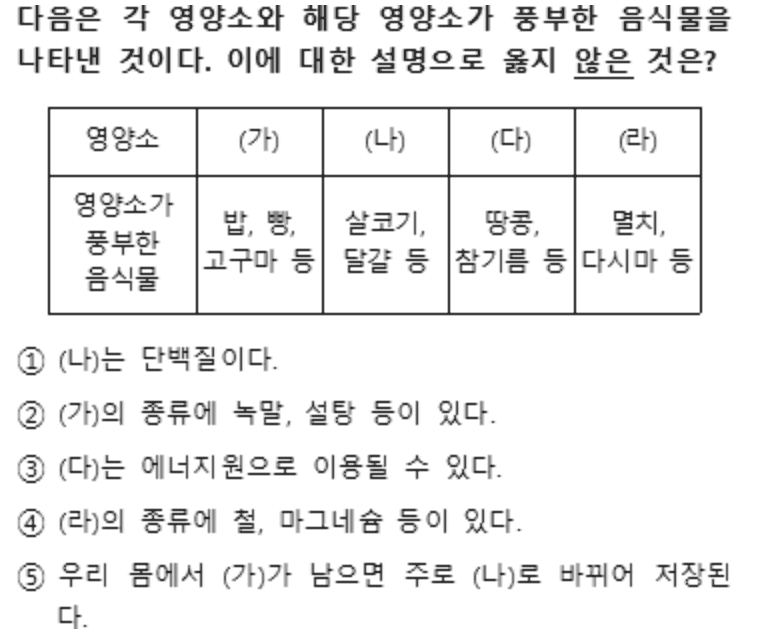 다음은 각 영양소와 해당 영양소가 풍부한 음식물을
나타낸 것이다. 이에 대한 설명으로 옳지 않은 것은?
영양소 (가) (나) (다) (라)
영양소가
풍부한
음식물
밥, 빵,
고구마 등
살코기,
달걀 등
땅콩,
참기름 등
멸치,
다시마 등
① (나)는 단백질이다.
② (가)의 종류에 녹말, 설탕 등이 있다.
③ (다)는 에너지원으로 이용될 수 있다.
④ (라)의 종류에 철, 마그네슘 등이 있다.
⑤ 우리 몸에서 (가)가 남으면 주로 (나)로 바뀌어 저장된
다.